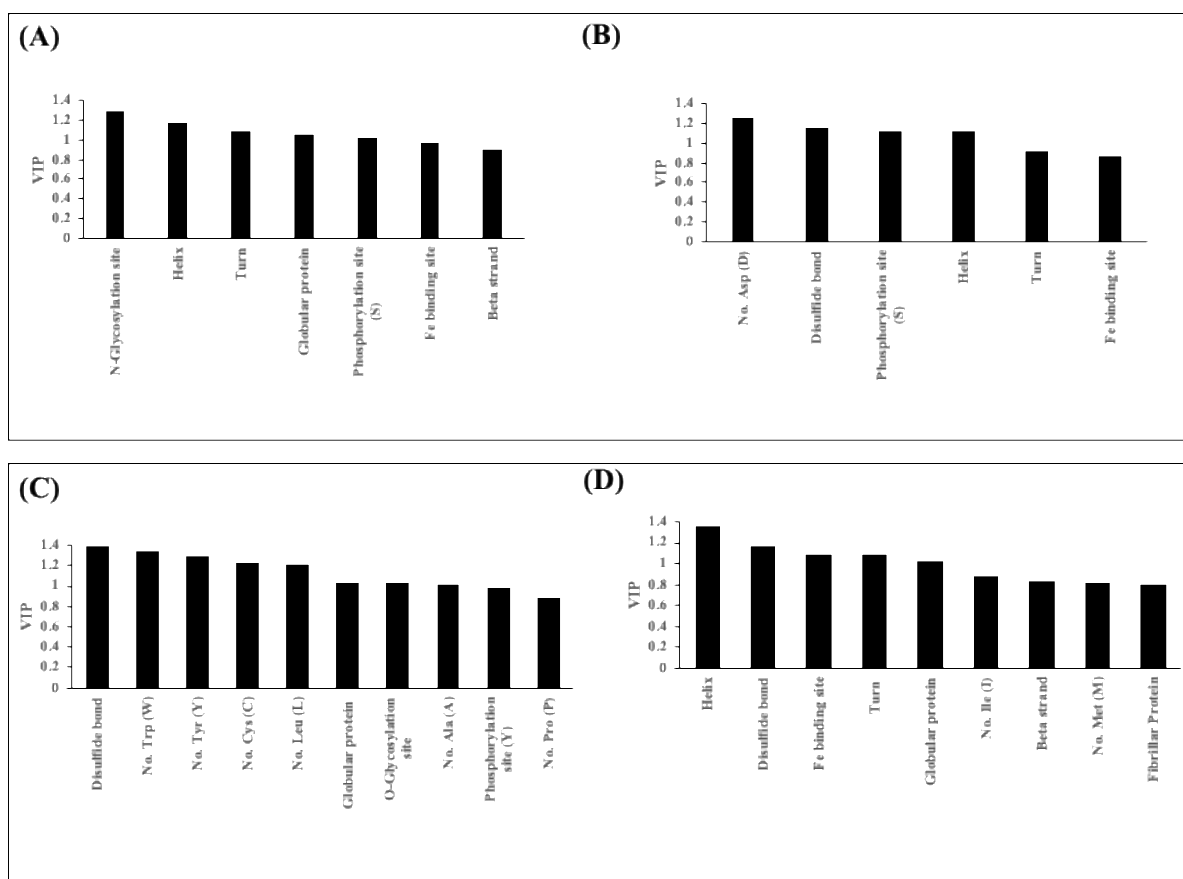 (A)
VIP
1.4
1.2
1
0.8
0.6
0.4
0.2
0
N-Glycosylation site
Helix
Turn
Globular protein
Phosphorylation site
(S)
Fe binding site
Beta strand
(B)
VIP
1.4
1.2
1
0.8
0.6
0.4
0.2
0
No. Asp (D)
Disulfide bond
Phosphorylation site
(S)
Helix
Turn
Fe binding site
(C)
VIP
1.4
1.2
1
0.8
0.6
0.4
0.2
0
Disulfide bond
No. Trp (W)
No. Tyr (Y)
No. Cys (C)
No. Leu (L)
Globular protein
O-Glycosylation
site
No. Ala (A)
Phosphorylation
site (Y)
No. Pro (P)
(D)
VIP
1.4
1.2
1
0.8
0.6
0.4
0.2
0
Helix
Disulfide bond
Fe binding site
Turn
Globular protein
No. Ile (I)
Beta strand
No. Met (M)
Fibrillar Protein